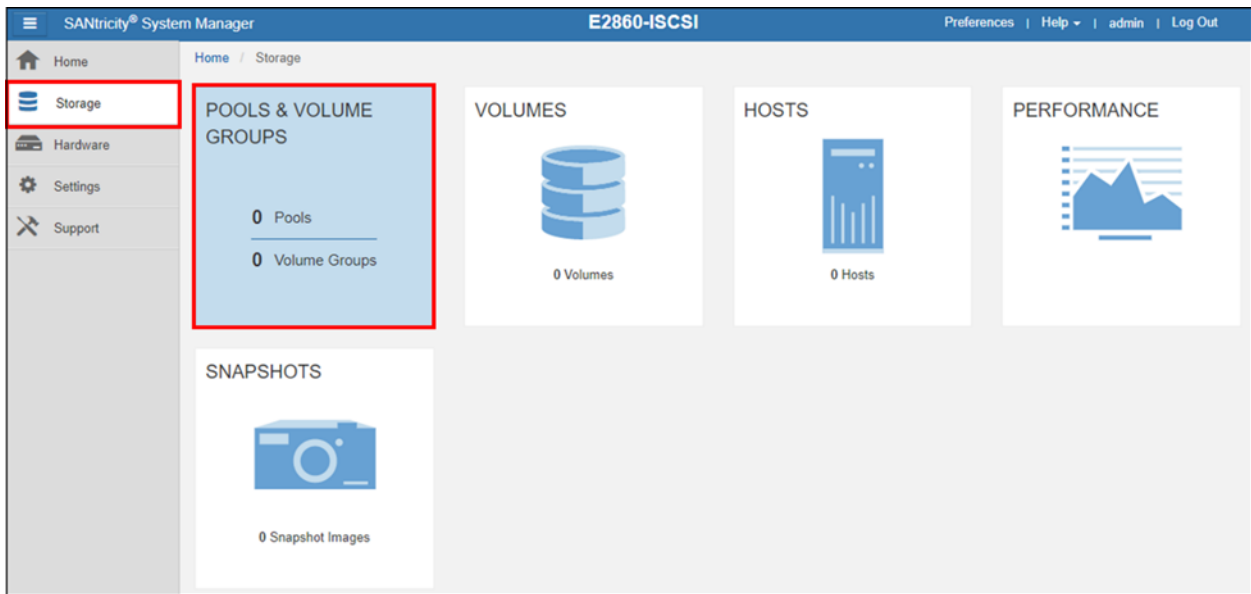 SANtricity® System Manager
E2860-ISCSI
Preferences | Help | admin | Log Out
Home
Storage
Hardware
Settings
Support
Home / Storage
POOLS & VOLUME
GROUPS
0 Pools
0 Volume Groups
VOLUMES
0 Volumes
HOSTS
0 Hosts
PERFORMANCE
SNAPSHOTS
0 Snapshot Images